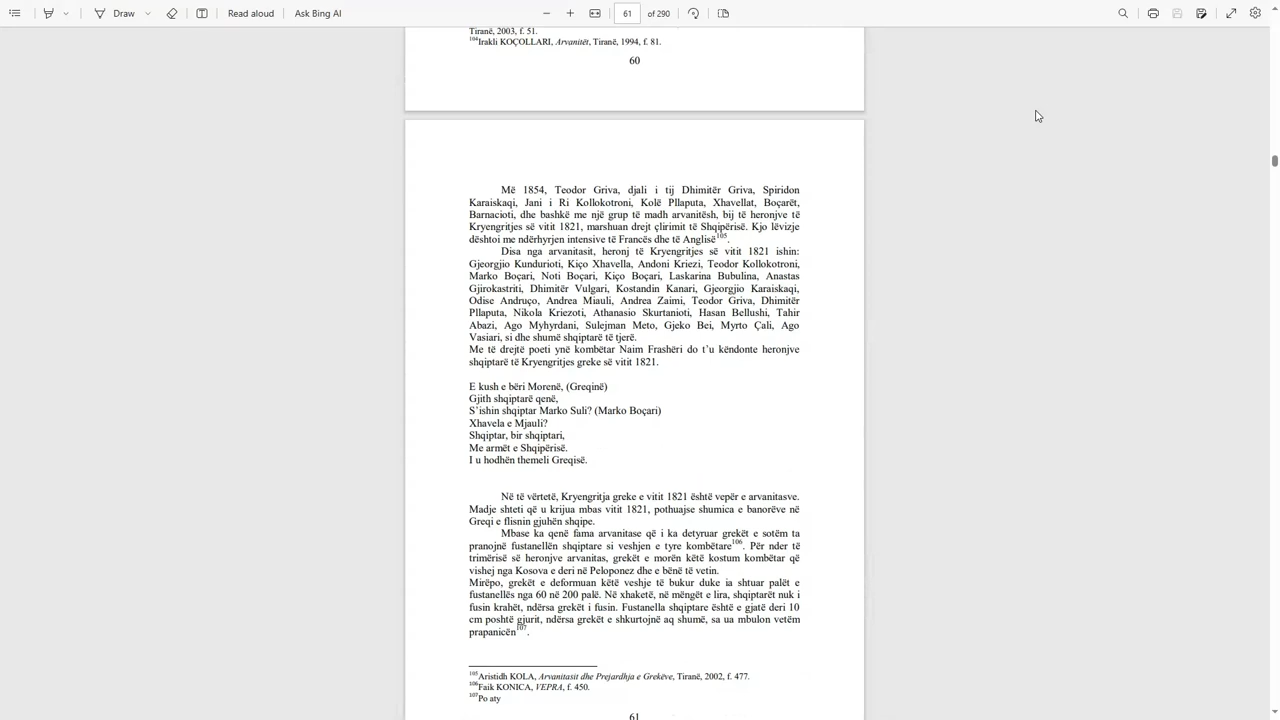 Draw
Read aloud
Ask Bing AI
61
of 290
Tiranë, 2003, f. 51.
104Irakli KOÇOLLARI, Arvanitët, Tiranë, 1994, f. 81.
60
Më 1854, Teodor Griva, djali i tij Dhimitër Griva, Spiridon
Karaiskaqi, Jani i Ri Kollokotroni, Kolë Pllaputa, Xhavellat, Boçarët,
Barnacioti, dhe bashkë me një grup të madh arvanitësh, bij të heronjve të
Kryengritjes së vitit 1821, marshuan drejt çlirimit të Shqipërisë. Kjo lëvizje
dështoi me ndërhyrjen intensive të Francës dhe të Anglisë105.
Disa nga arvanitasit, heronj të Kryengritjes së vitit 1821 ishin:
Gjeorgjio Kundurioti, Kiço Xhavella, Andoni Kriezi, Teodor Kollokotroni,
Marko Boçari, Noti Boçari, Kiço Boçari, Laskarina Bubulina, Anastas
Gjirokastriti, Dhimitër Vulgari, Kostandin Kanari, Gjeorgjio Karaiskaqi,
Odise Andruço, Andrea Miauli, Andrea Zaimi, Teodor Griva, Dhimitër
Pllaputa, Nikola Kriezoti, Athanasio Skurtanioti, Hasan Bellushi, Tahir
Abazi, Ago Myhyrdani, Sulejman Meto, Gjeko Bei, Myrto Çali, Ago
Vasiari, si dhe shumë shqiptarë të tjerë.
Me të drejtë poeti ynë kombëtar Naim Frashëri do t'u këndonte heronjve
shqiptarë të Kryengritjes greke së vitit 1821.
E kush e bëri Morenë, (Greqinë)
Gjith shqiptarë qenë,
S'ishin shqiptar Marko Suli? (Marko Boçari)
Xhavela e Mjauli?
Shqiptar, bir shqiptari,
Me armët e Shqipërisë.
I u hodhën themeli Greqisë.
Në të vërtetë, Kryengritja greke e vitit 1821 është vepër e arvanitasve.
Madje shteti që u krijua mbas vitit 1821, pothuajse shumica e banorëve në
Greqi e flisnin gjuhën shqipe.
Mbase ka qenë fama arvanitase që i ka detyruar grekët e sotëm ta
pranojnë fustanellën shqiptare si veshjen e tyre kombëtare106. Për nder të
trimërisë së heronjve arvanitas, grekët e morën këtë kostum kombëtar që
vishej nga Kosova e deri në Peloponez dhe e bënë të vetin.
Mirëpo, grekët e deformuan këtë veshje të bukur duke ia shtuar palët e
fustanellës nga 60 në 200 palë. Në xhaketë, në mëngët e lira, shqiptarët nuk i
fusin krahët, ndërsa grekët i fusin. Fustanella shqiptare është e gjatë deri 10
cm poshtë gjurit, ndërsa grekët e shkurtojnë aq shumë, sa ua mbulon vetëm
prapanicën107.
105Aristidh KOLA, Arvanitasit dhe Prejardhja e Grekëve, Tiranë, 2002, f. 477.
106Faik KONICA, VEPRA, f. 450.
107Po aty
61